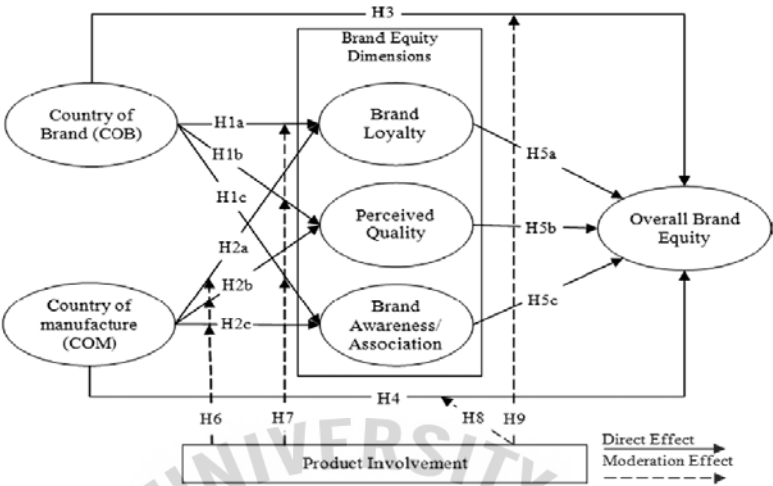 H3
Brand Equity
Dimensions
Country of
Brand (COB)
H1a
H1b
H1c
Brand
Loyalty
H5a
Perceived
Quality
H5b
Overall Brand
Equity
H2a
H2b
H2c
Country of
manufacture
(COM)
Brand
Awareness/
Association
H5c
H4
H6
H7
H8
H9
Product Involvement
Direct Effect
Moderation Effect
UNIVERSITY